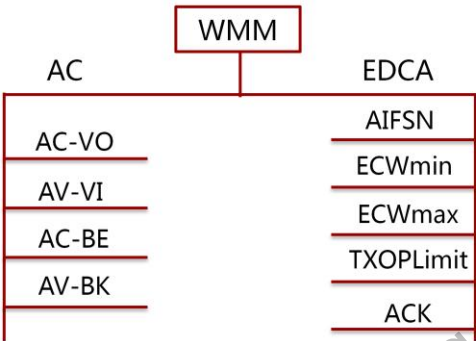 WMM
AC
EDCA
AC-VO
AV-VI
AC-BE
AV-BK
AIFSN
ECWmin
ECWmax
TXOPLimit
ACK